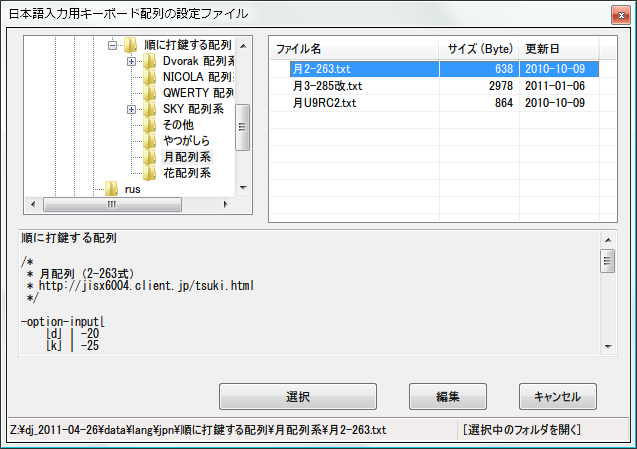 日本語入力用キーボード配列の設定ファイル
順に打鍵する配列
Dvorak 配列系
NICOLA 配列
QWERTY 配列
SKY 配列系
その他
やつがしら
月配列系
花配列系
rus
ファイル名 サイズ (Byte) 更新日
月2-263.txt 638 2010-10-09
月3-285改.txt 2978 2011-01-06
月U9RC2.txt 864 2010-10-09
順に打鍵する配列
/*
* 月配列 (2-263式)
* http://jisx6004.client.jp/tsuki.html
*/
-option-input[
[d] | -20
[k] | -25
選択 編集 キャンセル
Z:¥dj_2011-04-26¥data¥lang¥jpn¥順に打鍵する配列¥月配列系¥月2-263.txt [選択中のフォルダを開く]